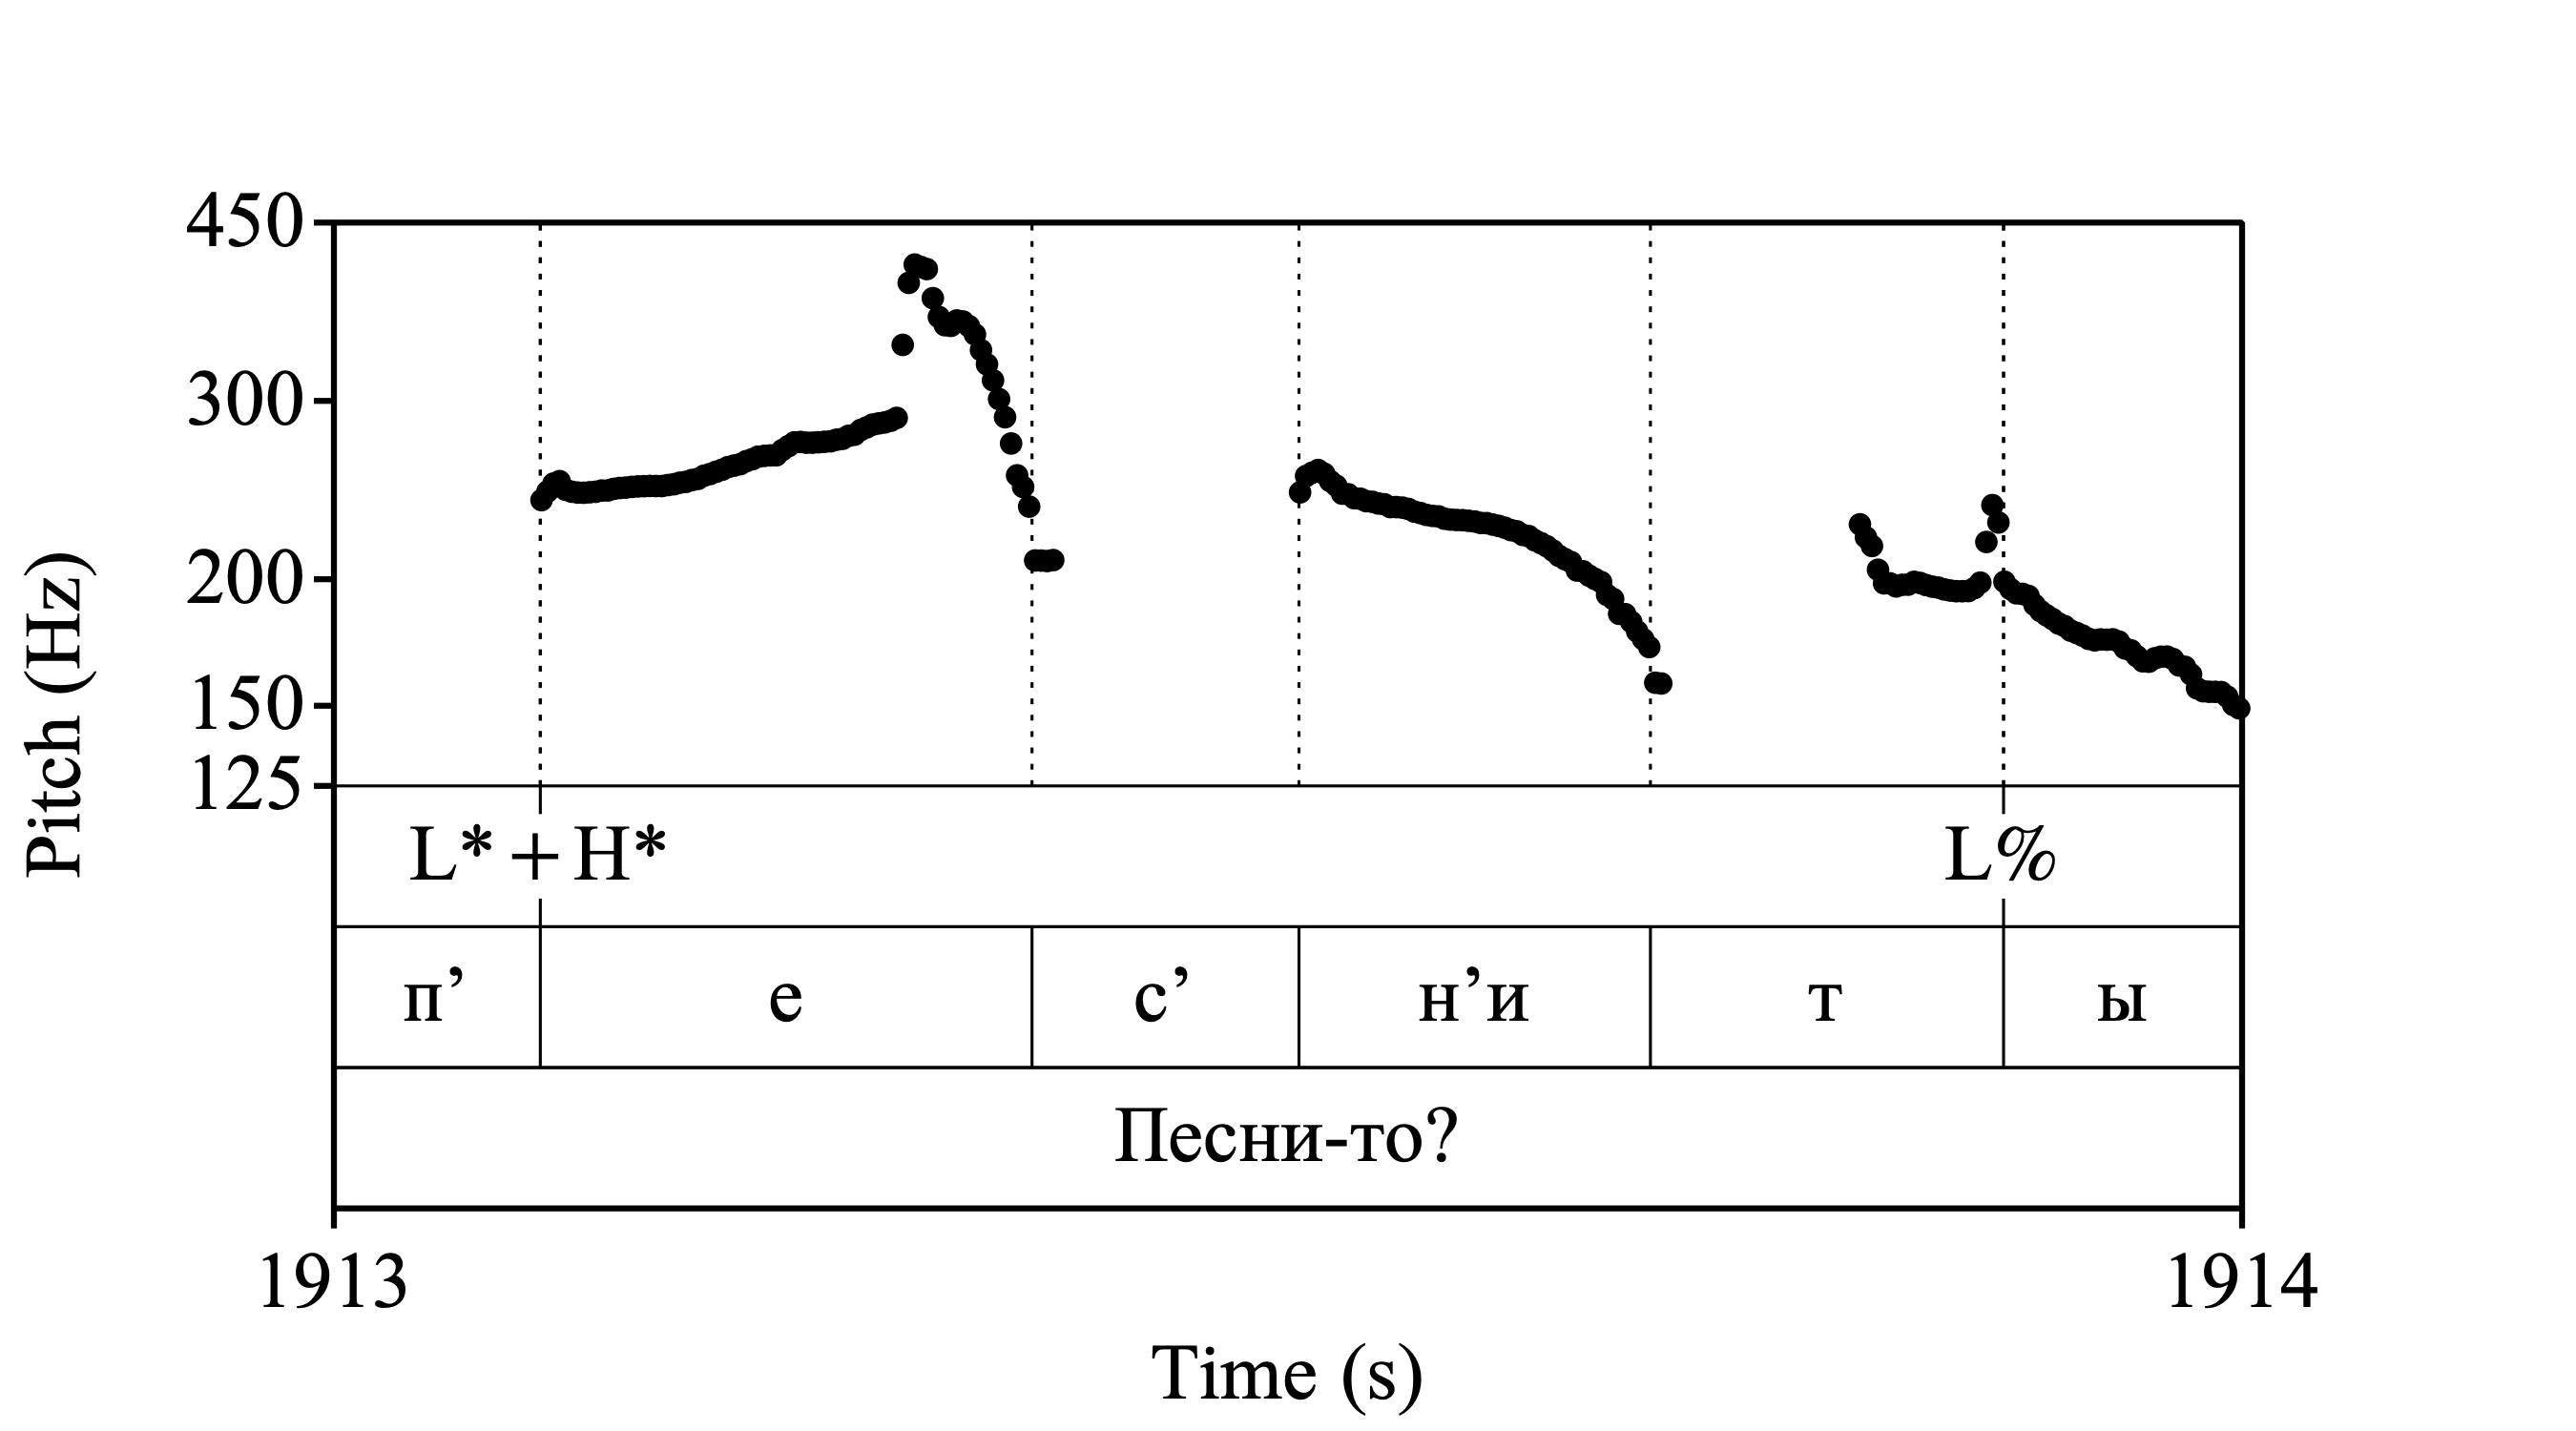 450
300
200
150
125
Pitch (Hz)
L*+H* L%
п’ е с’ н’и т ы
Песни-то?
1913 1914
Time (s)